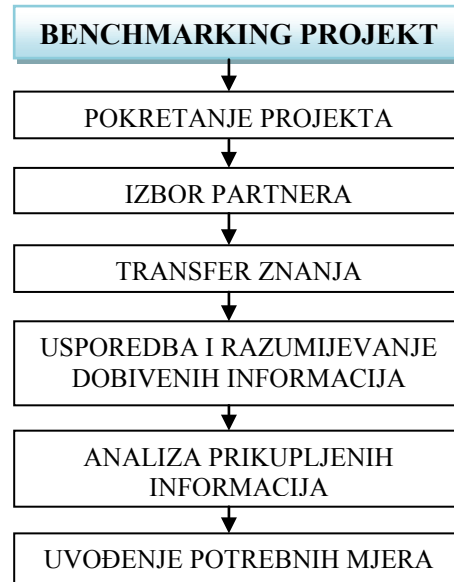 BENCHMARKING PROJEKT
POKRETANJE PROJEKTA
IZBOR PARTNERA
TRANSFER ZNANJA
USPOREDBA I RAZUMIJEVANJE
DOBIVENIH INFORMACIJA
ANALIZA PRIKUPLJENIH
INFORMACIJA
UVOĐENJE POTREBNIH MJERA